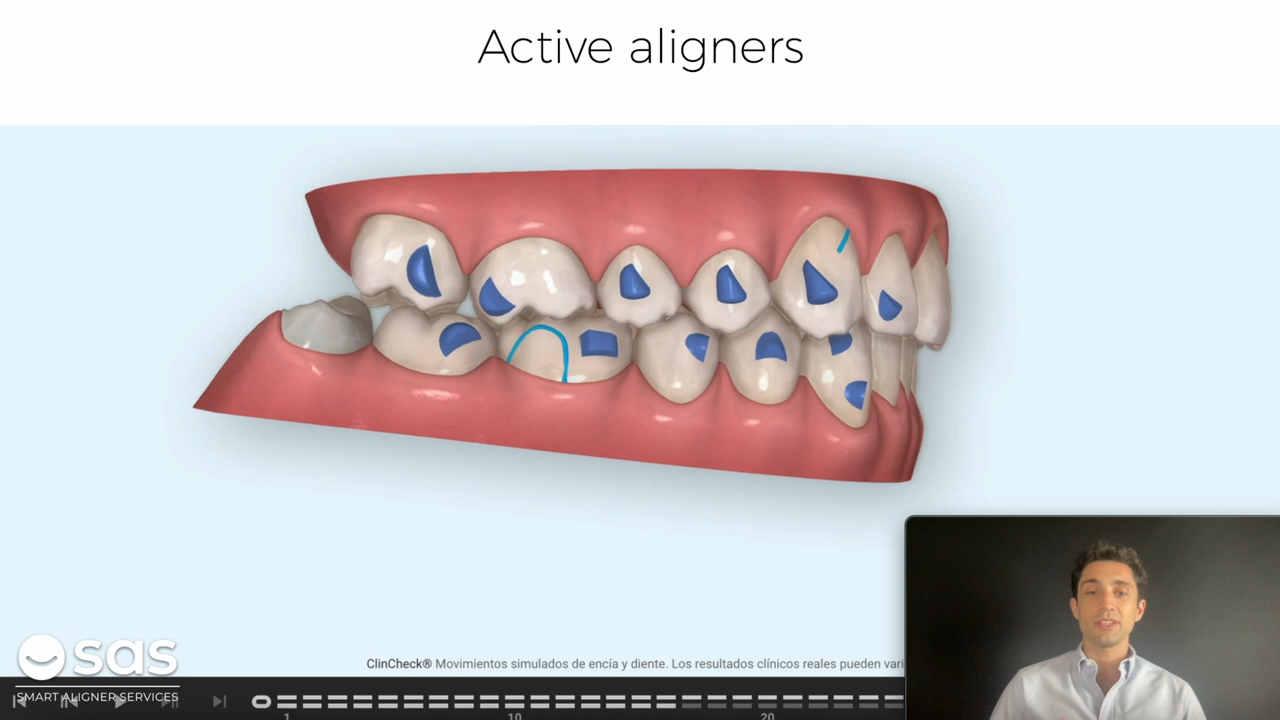 Active aligners
sas
SMART ALIGNER SERVICES
ClinCheck® Movimientos simulados de encía y diente. Los resultados clínicos reales pueden vari
1 10 20